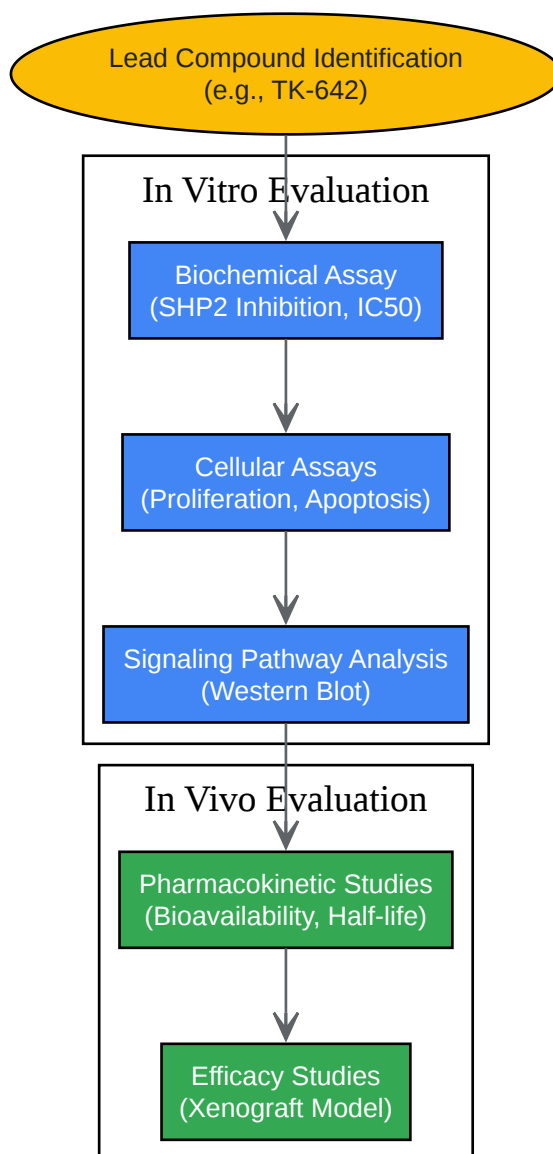 Lead Compound Identification
(e.g., TK-642)
In Vitro Evaluation
Biochemical Assay
(SHP2 Inhibition, IC50)
Cellular Assays
(Proliferation, Apoptosis)
Signaling Pathway Analysis
(Western Blot)
In Vivo Evaluation
Pharmacokinetic Studies
(Bioavailability, Half-life)
Efficacy Studies
(Xenograft Model)